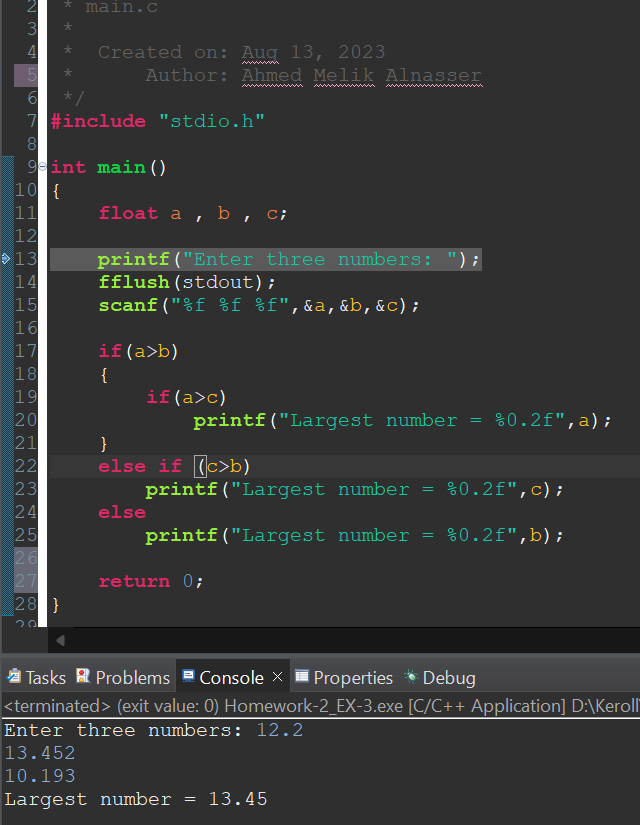 2 * main.c
3 *
4 *  Created on: Aug 13, 2023
5 *      Author: Ahmed Melik Alnasser
6 */
7 #include "stdio.h"
8
9 int main()
10 {
11     float a , b , c;
12
13     printf("Enter three numbers: ");
14     fflush(stdout);
15     scanf("%f %f %f",&a,&b,&c);
16
17     if(a>b)
18     {
19         if(a>c)
20             printf("Largest number = %0.2f",a);
21     }
22     else if (c>b)
23         printf("Largest number = %0.2f",c);
24     else
25         printf("Largest number = %0.2f",b);
26
27     return 0;
28 }
29
Tasks Problems Console Properties Debug
<terminated> (exit value: 0) Homework-2_EX-3.exe [C/C++ Application] D:\Keroll
Enter three numbers: 12.2
13.452
10.193
Largest number = 13.45